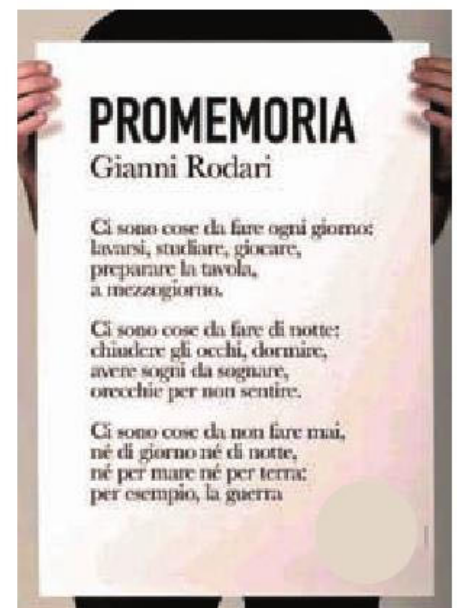 PROMEMORIA
Gianni Rodari
Ci sono cose da fare ogni giorno:
lavarsi, studiare, giocare,
preparare la tavola,
a mezzogiorno.
Ci sono cose da fare di notte:
chiudere gli occhi, dormire,
avere sogni da sognare,
orecchie per non sentire.
Ci sono cose da non fare mai,
né di giorno né di notte,
né per mare né per terra:
per esempio, la guerra